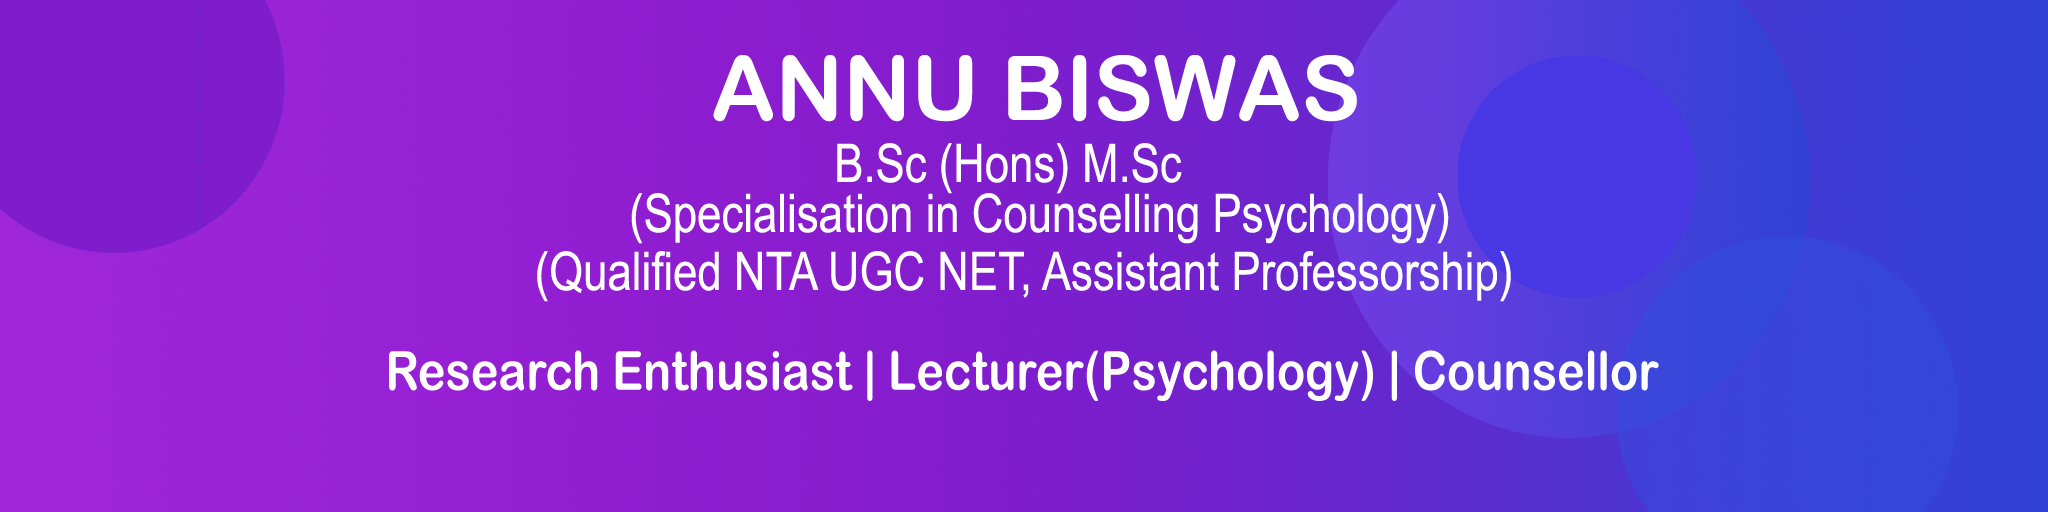 ANNU BISWAS
B.Sc (Hons) M.Sc
(Specialisation in Counselling Psychology)
(Qualified NTA UGC NET, Assistant Professorship)
Research Enthusiast | Lecturer(Psychology) | Counsellor